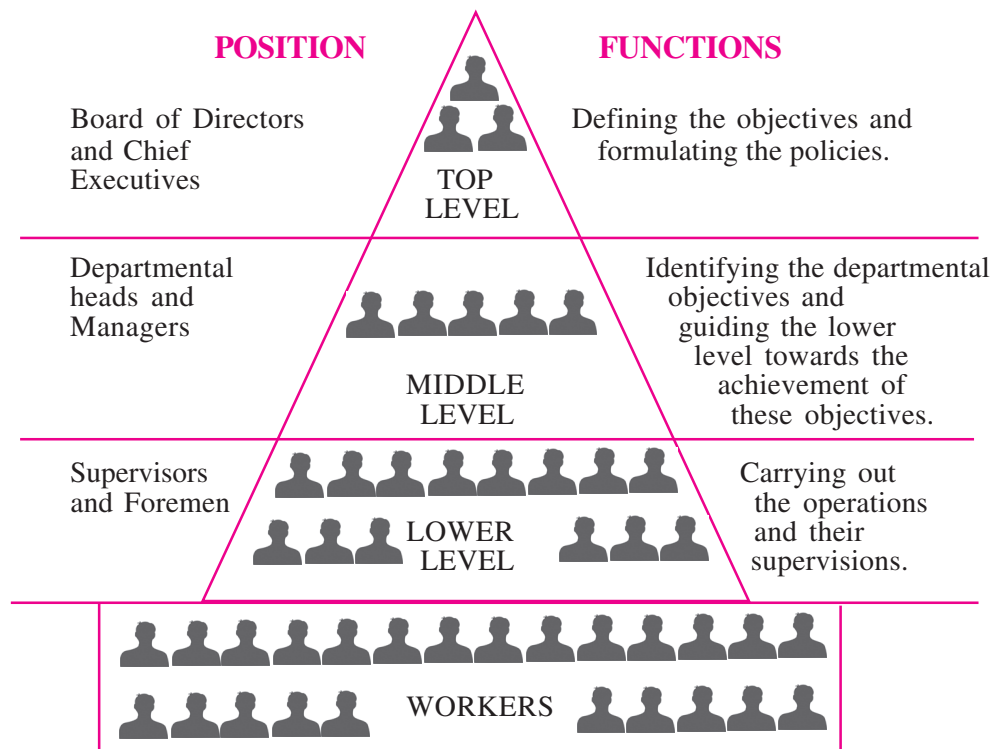 POSITION
FUNCTIONS
Board of Directors
and Chief
Executives
TOP
LEVEL
Defining the objectives and
formulating the policies.
Departmental
heads and
Managers
MIDDLE
LEVEL
Identifying the departmental
objectives and
guiding the lower
level towards the
achievement of
these objectives.
Supervisors
and Foremen
LOWER
LEVEL
Carrying out
the operations
and their
supervisions.
WORKERS